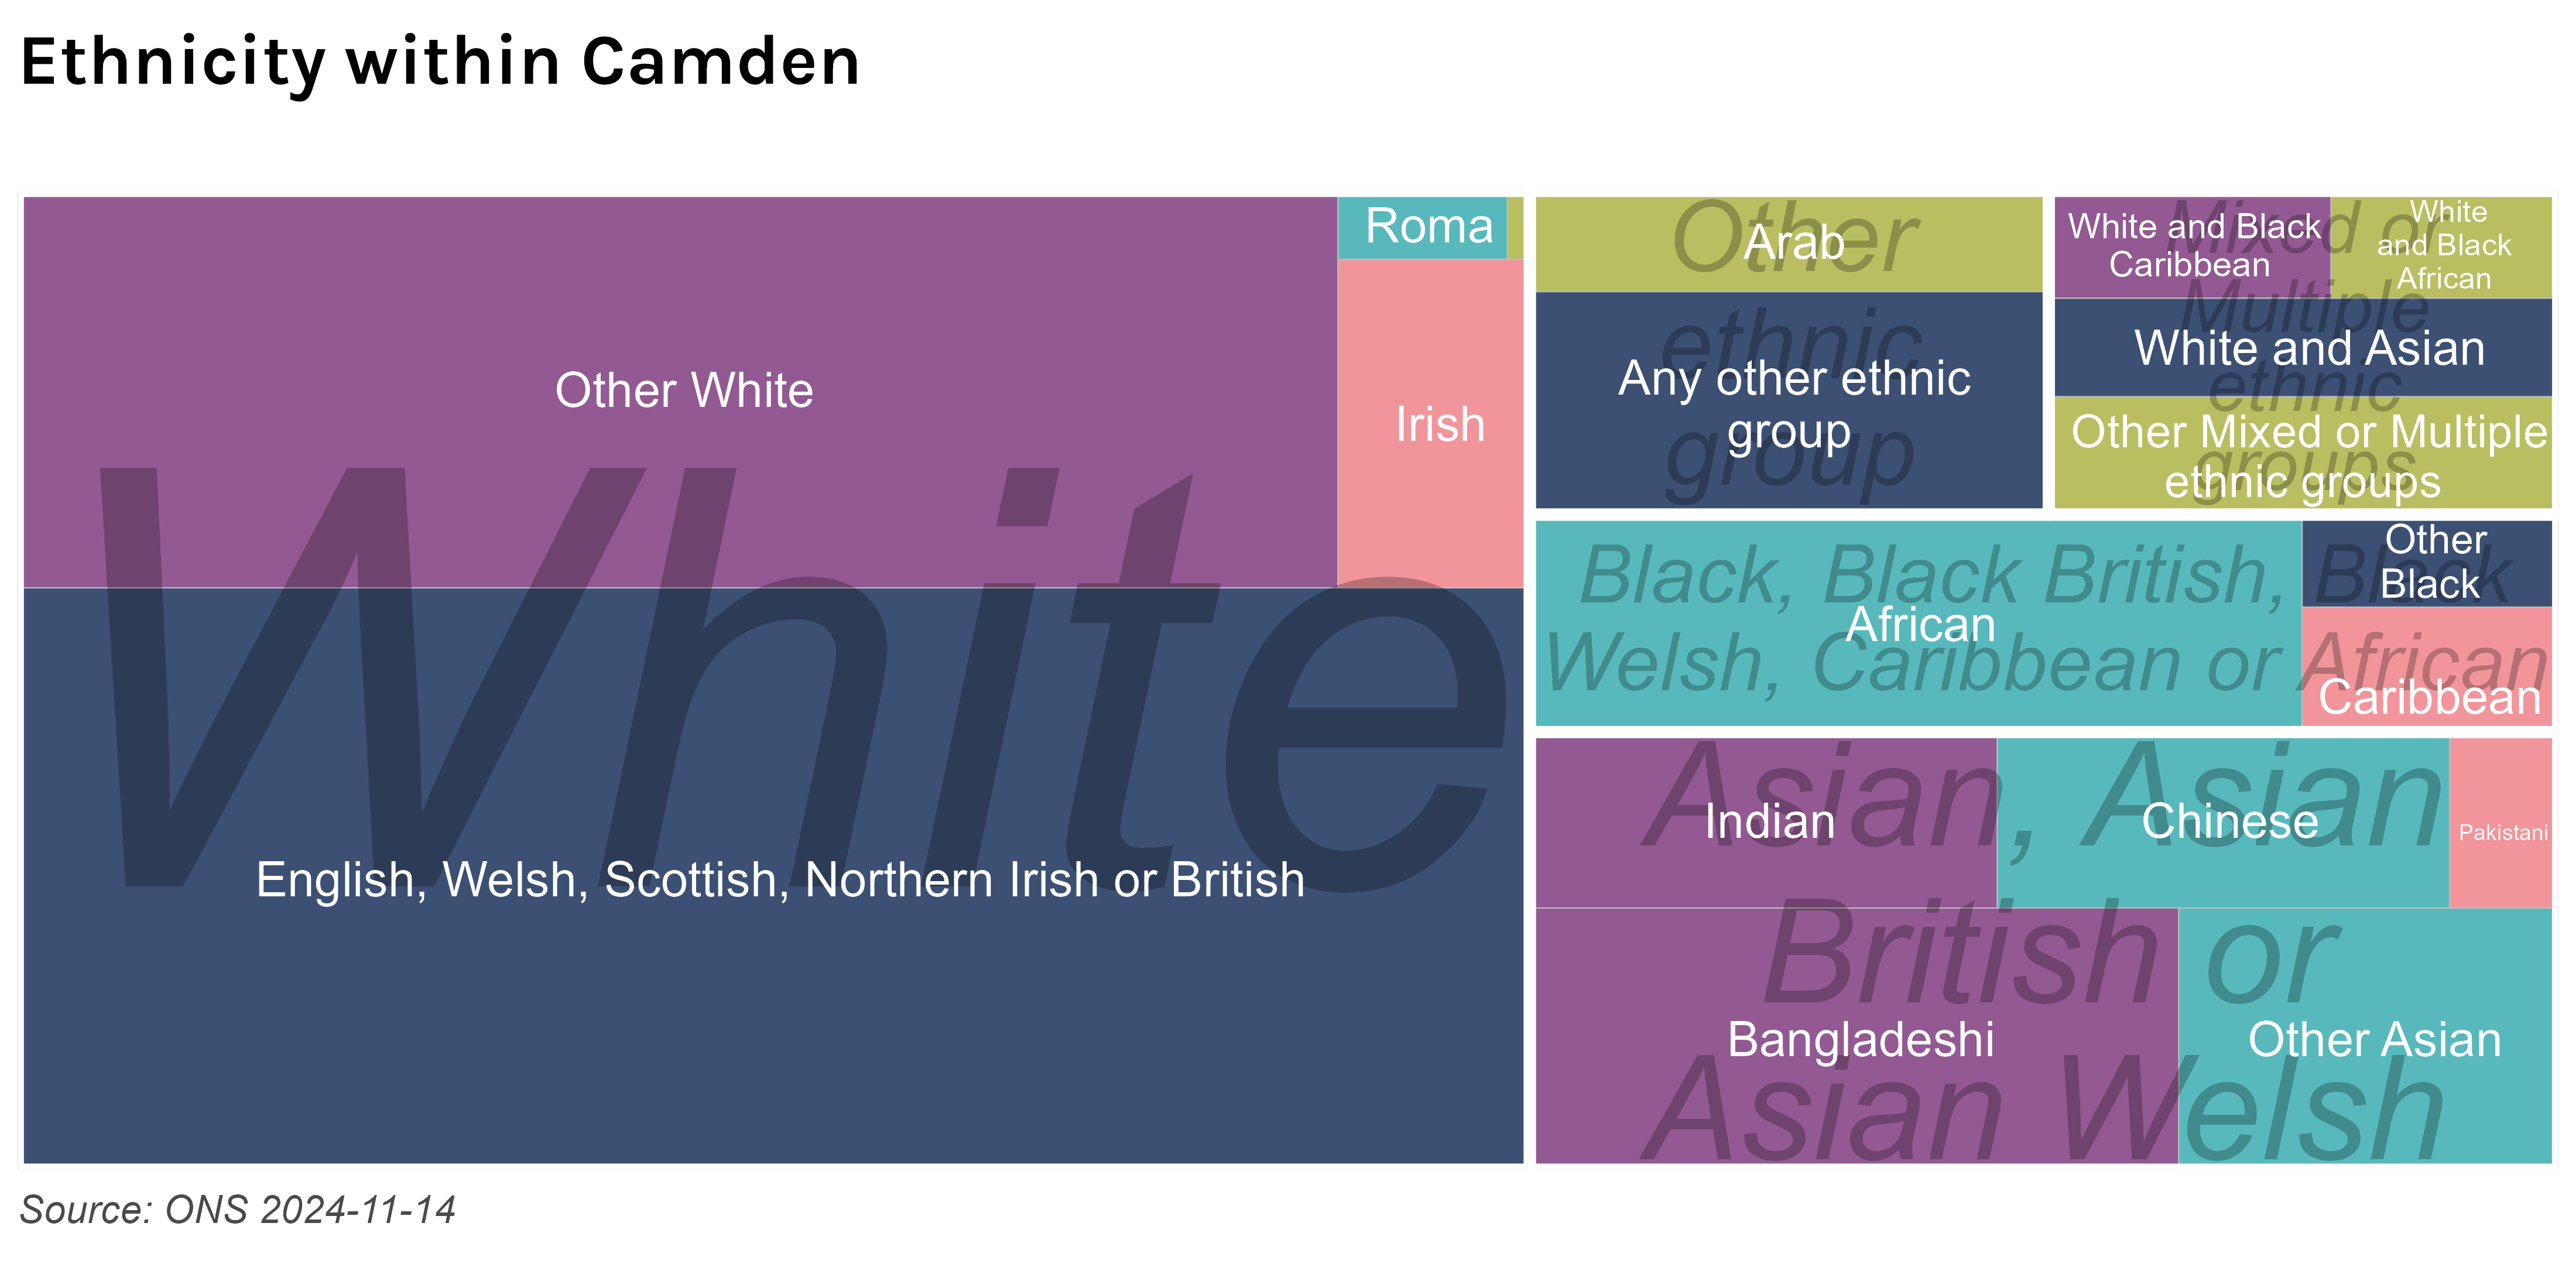 Ethnicity within Camden
Other White
Roma
Irish
White
English, Welsh, Scottish, Northern Irish or British
Other
ethnic
group
Arab
Any other ethnic
group
Mixed or
Multiple
ethnic
groups
White and Black
Caribbean
White
and Black
African
White and Asian
Other Mixed or Multiple
ethnic groups
Black, Black British, Black
Welsh, Caribbean or African
African
Other
Black
Caribbean
Asian, Asian
British or
Asian Welsh
Indian
Chinese
Pakistani
Bangladeshi
Other Asian
Source: ONS 2024-11-14